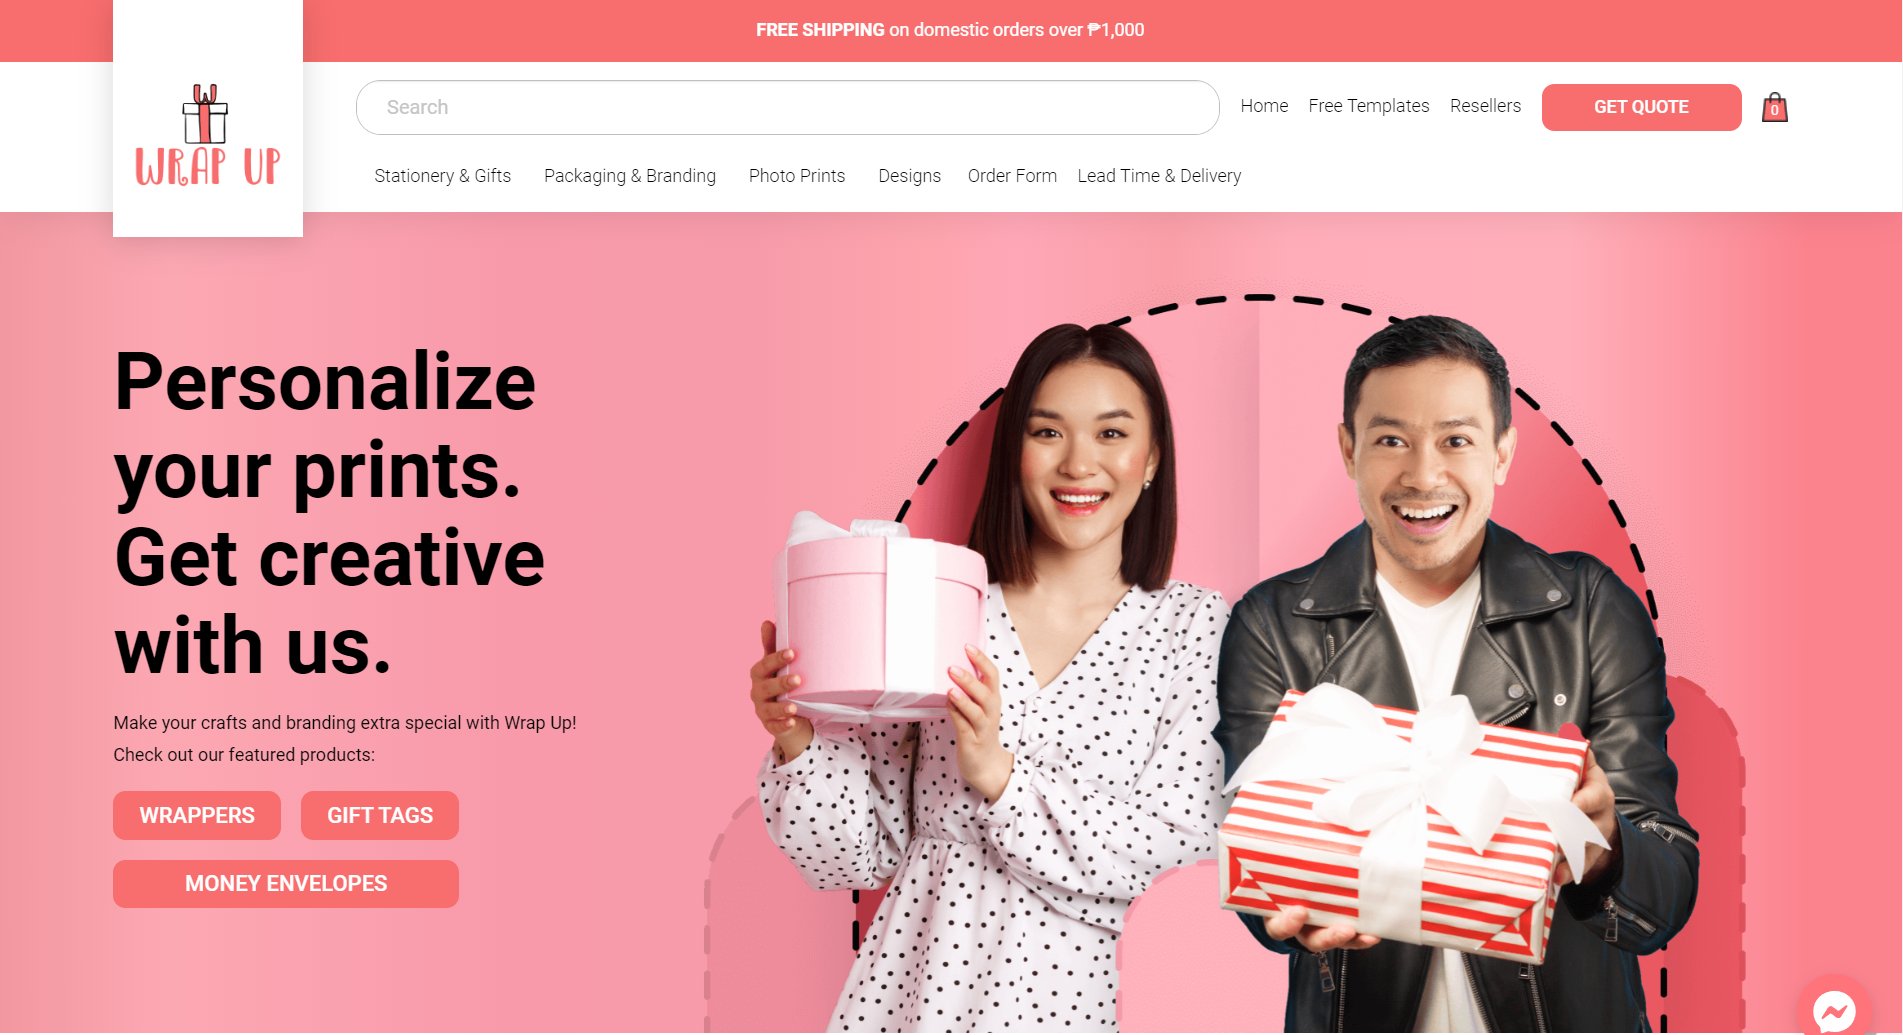 FREE SHIPPING on domestic orders over ₱1,000
WRAP UP
Search
Home
Free Templates
Resellers
GET QUOTE
0
Stationery & Gifts
Packaging & Branding
Photo Prints
Designs
Order Form
Lead Time & Delivery
Personalize
your prints.
Get creative
with us.
Make your crafts and branding extra special with Wrap Up!
Check out our featured products:
WRAPPERS
GIFT TAGS
MONEY ENVELOPES